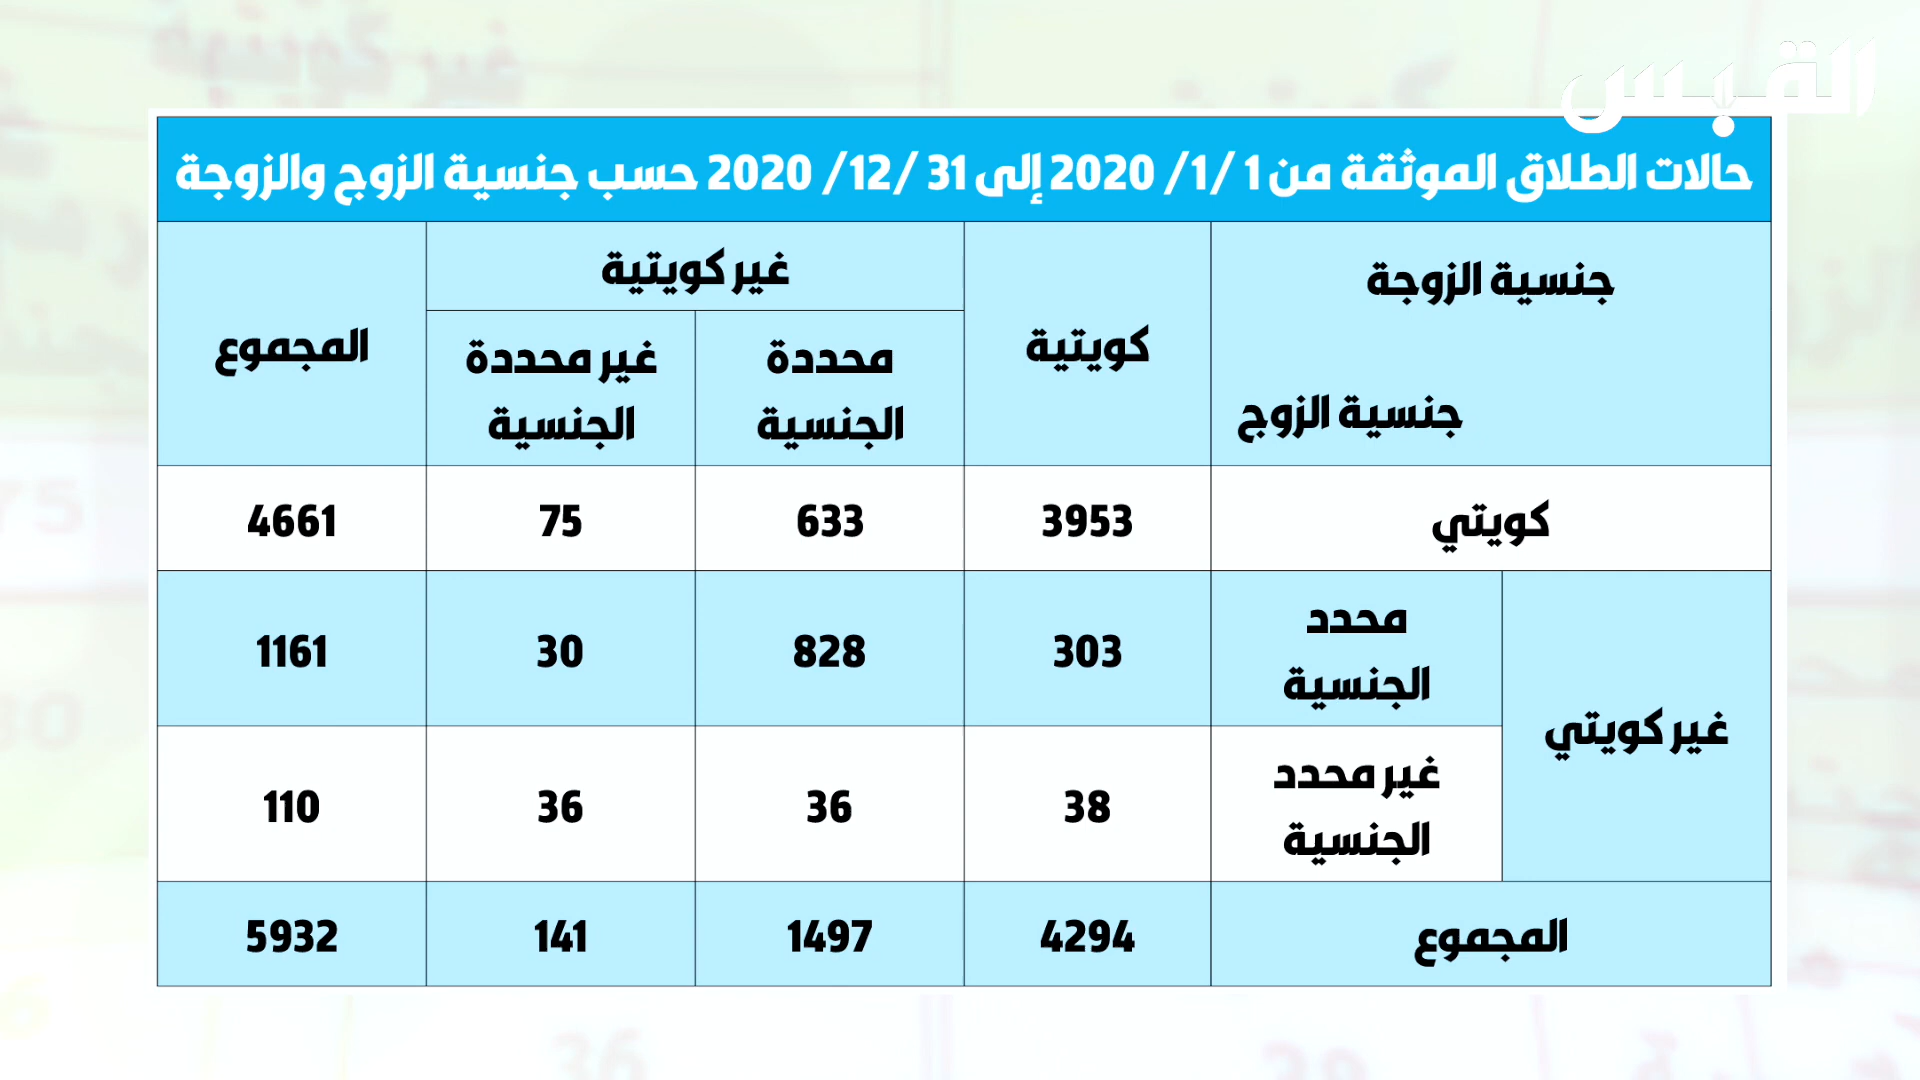 القبس
حالات الطلاق الموثقة من 1 /1/ 2020 إلى 31 /12/ 2020 حسب جنسية الزوج والزوجة
جنسية الزوجة
جنسية الزوج
كويتية
غير كويتية
محددة
الجنسية
غير محددة
الجنسية
المجموع
كويتي
3953
633
75
4661
غير كويتي
محدد
الجنسية
303
828
30
1161
غير محدد
الجنسية
38
36
36
110
المجموع
4294
1497
141
5932